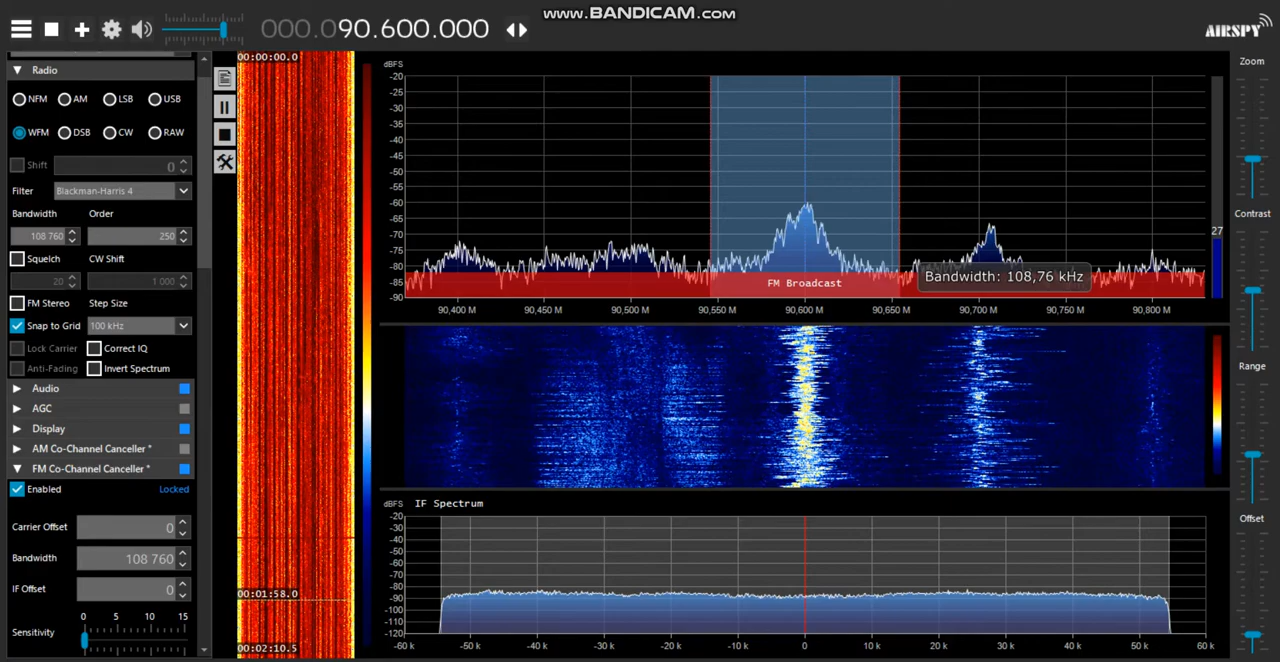 www.BANDICAM.com
000.090.600.000
AIRSPY
Radio
NFM AM LSB USB
WFM DSB CW RAW
Shift 0
Filter Blackman-Harris 4
Bandwidth Order
108 760 250
Squelch CW Shift
20 1 000
FM Stereo Step Size
Snap to Grid 100 kHz
Lock Carrier Correct IQ
Anti-Fading Invert Spectrum
Audio
AGC
Display
AM Co-Channel Canceller *
FM Co-Channel Canceller *
Enabled Locked
Carrier Offset 0
Bandwidth 108 760
IF Offset 0
0 5 10 15
Sensitivity
00:00:00.0
00:01:58.0
00:02:10.5
dBFS
-20
-25
-30
-35
-40
-45
-50
-55
-60
-65
-70
-75
-80
-85
-90
FM Broadcast
Bandwidth: 108,76 kHz
27
90,400 M 90,450 M 90,500 M 90,550 M 90,600 M 90,650 M 90,700 M 90,750 M 90,800 M
dBFS IF Spectrum
-20
-30
-40
-50
-60
-70
-80
-90
-100
-110
-120
-60 k -50 k -40 k -30 k -20 k -10 k 0 10 k 20 k 30 k 40 k 50 k 60 k
Zoom
Contrast
Range
Offset